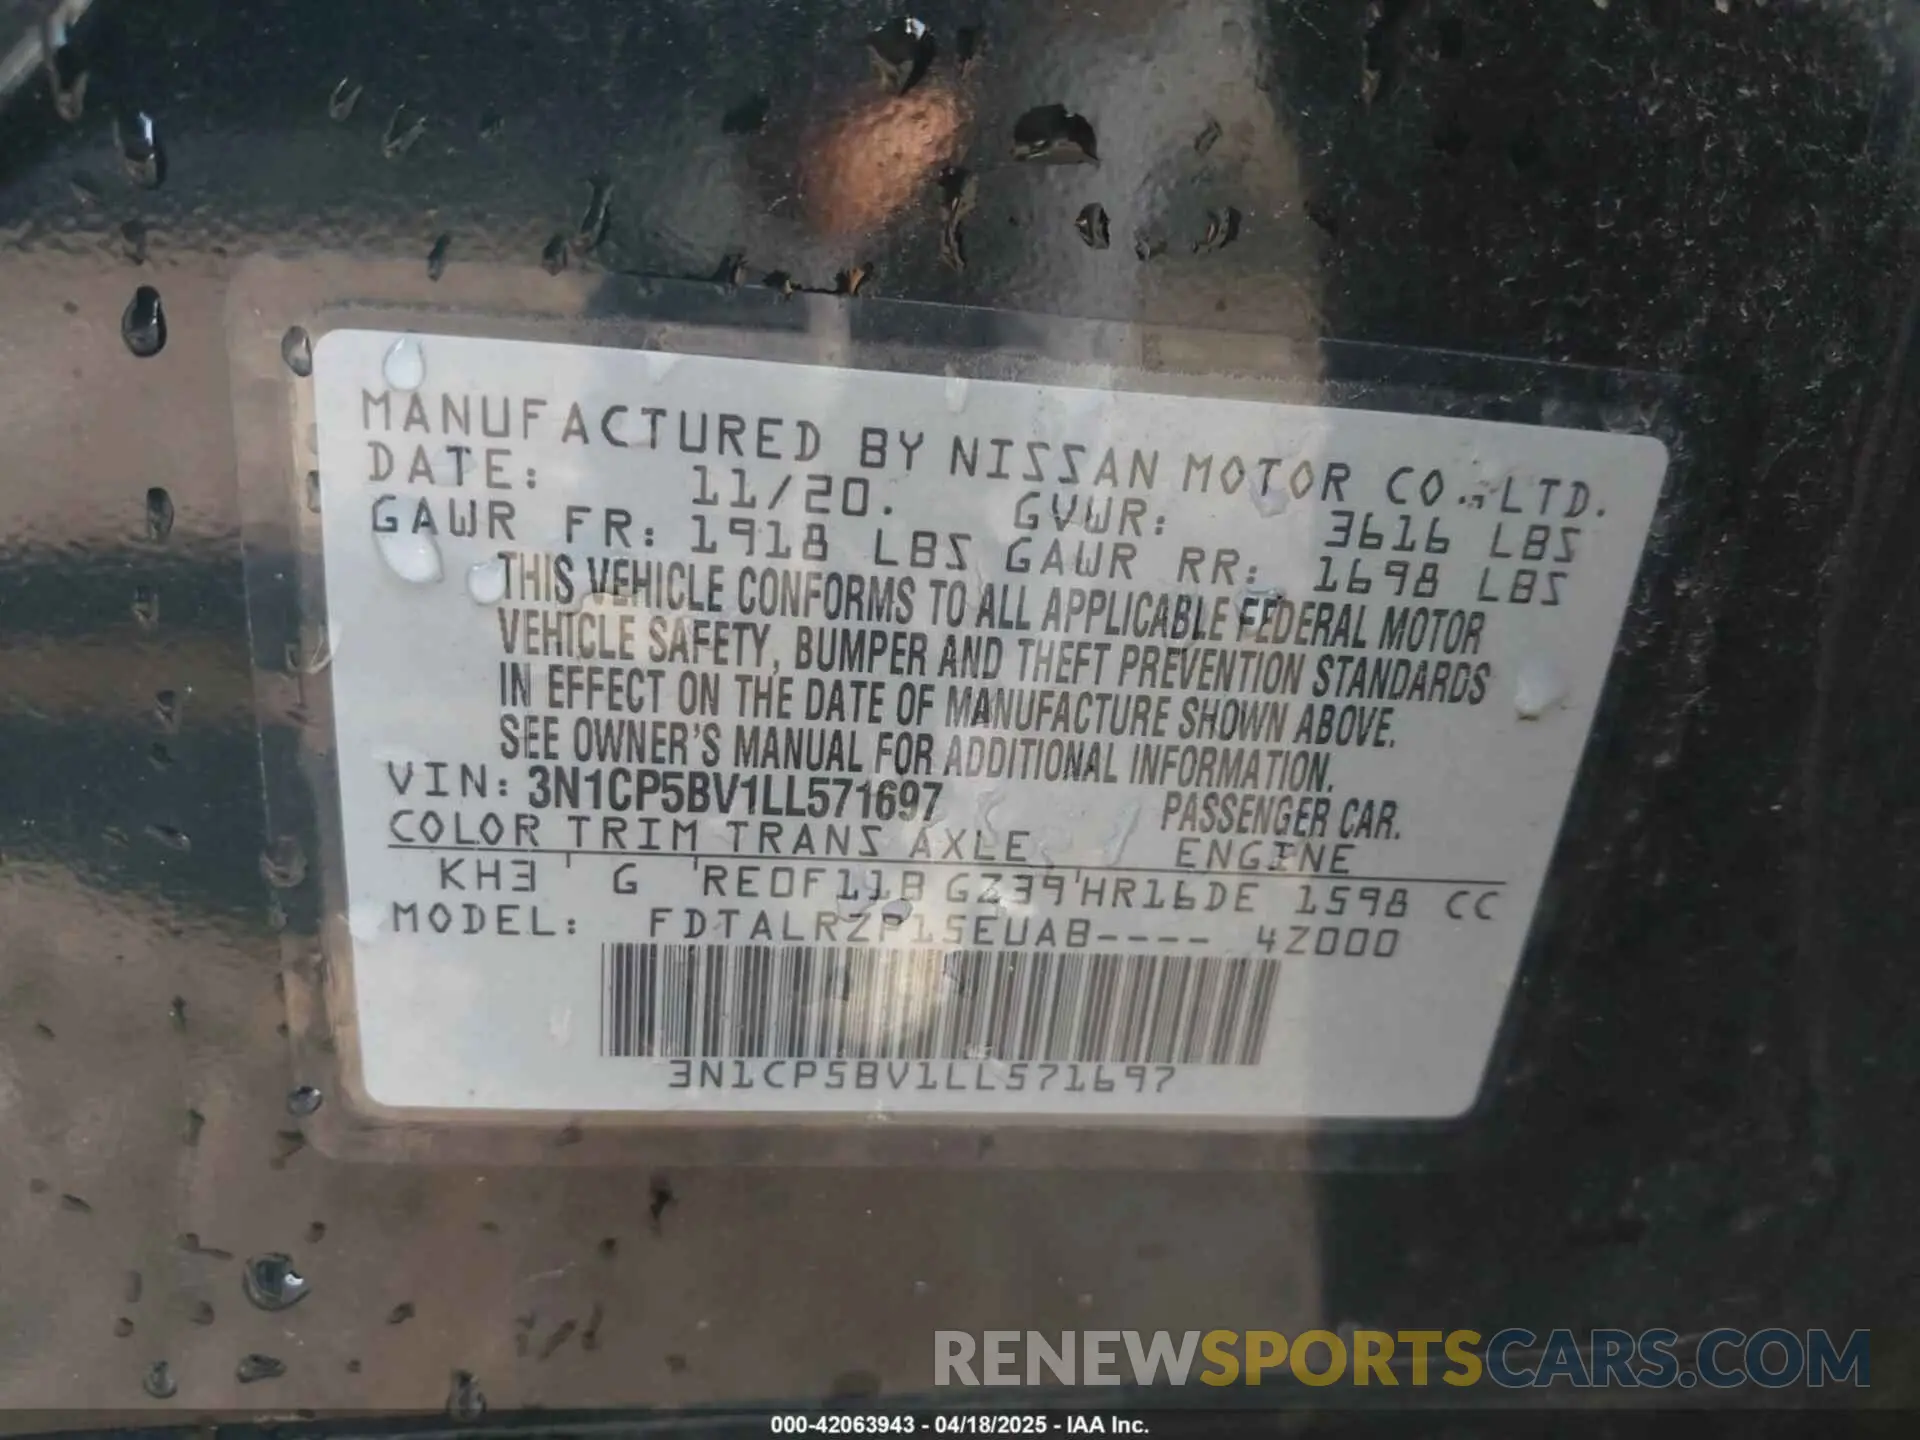 MANUFACTURED BY NISSAN MOTOR CO., LTD.
DATE: 11/20. GVWR: 3616 LBS
GAWR FR: 1918 LBS GAWR RR: 1698 LBS
THIS VEHICLE CONFORMS TO ALL APPLICABLE FEDERAL MOTOR
VEHICLE SAFETY, BUMPER AND THEFT PREVENTION STANDARDS
IN EFFECT ON THE DATE OF MANUFACTURE SHOWN ABOVE.
SEE OWNER'S MANUAL FOR ADDITIONAL INFORMATION.
VIN: 3N1CP5BV1LL571697 PASSENGER CAR.
COLOR TRIM TRANS AXLE ENGINE
KH3 G RE0F11B GZ39 HR16DE 1598 CC
MODEL: FDTALRZP15EUAB---- 4Z000
3N1CP5BV1LL571697
RENEWSPORTSCARS.COM
000-42063943 - 04/18/2025 - IAA Inc.